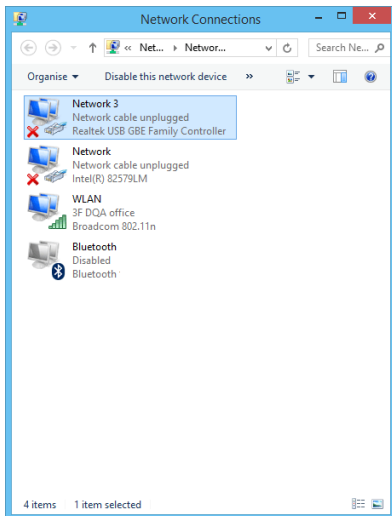 Network Connections
« Net... Networ... Search Ne...
Organise Disable this network device »
Network 3
Network cable unplugged
Realtek USB GBE Family Controller
Network
Network cable unplugged
Intel(R) 82579LM
WLAN
3F DQA office
Broadcom 802.11n
Bluetooth
Disabled
Bluetooth
4 items 1 item selected